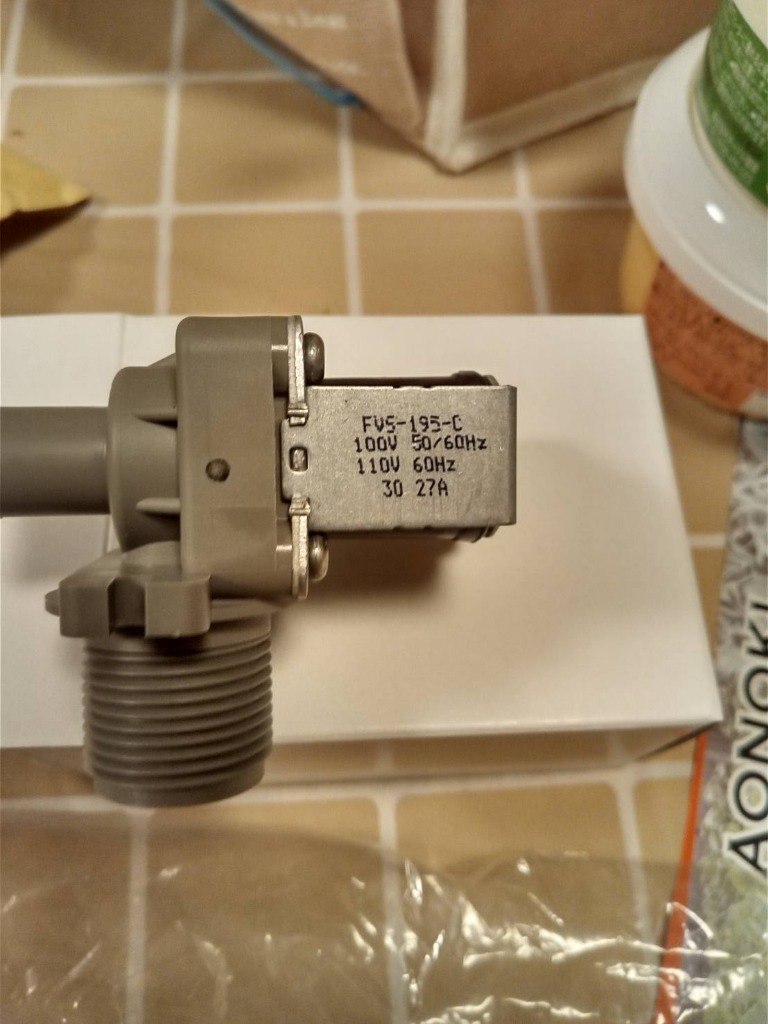 FVS-195-C
100V 50/60Hz
110V 60Hz
30 27A
AONOKI